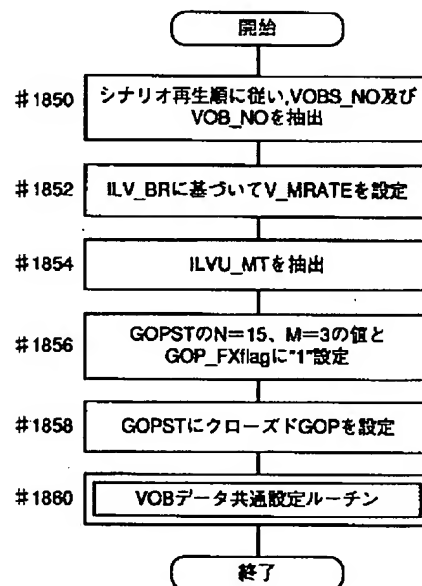 開始
#1850 シナリオ再生順に従い,VOBS_NO及び
VOB_NOを抽出
#1852 ILV_BRに基づいてV_MRATEを設定
#1854 ILVU_MTを抽出
#1856 GOPSTのN=15、M=3の値と
GOP_FXflagに"1"設定
#1858 GOPSTにクローズドGOPを設定
#1860 VOBデータ共通設定ルーチン
終了